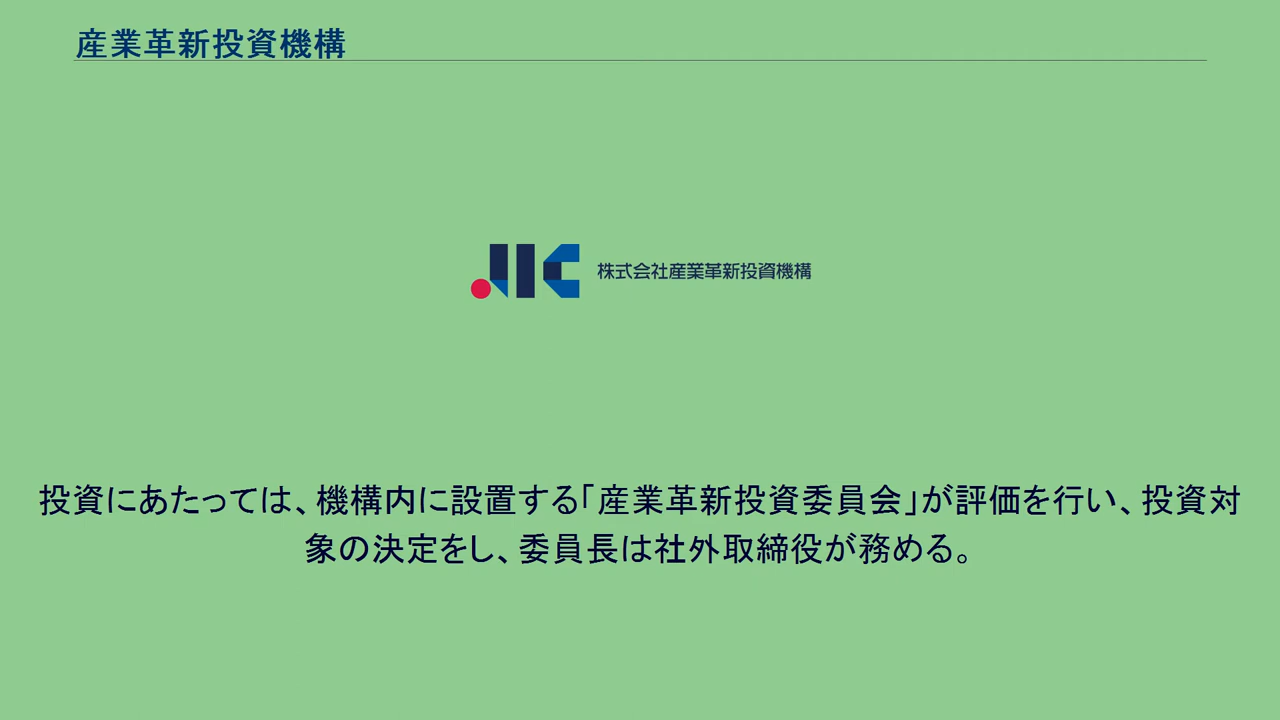 産業革新投資機構
JIC 株式会社産業革新投資機構
投資にあたっては、機構内に設置する「産業革新投資委員会」が評価を行い、投資対
象の決定をし、委員長は社外取締役が務める。